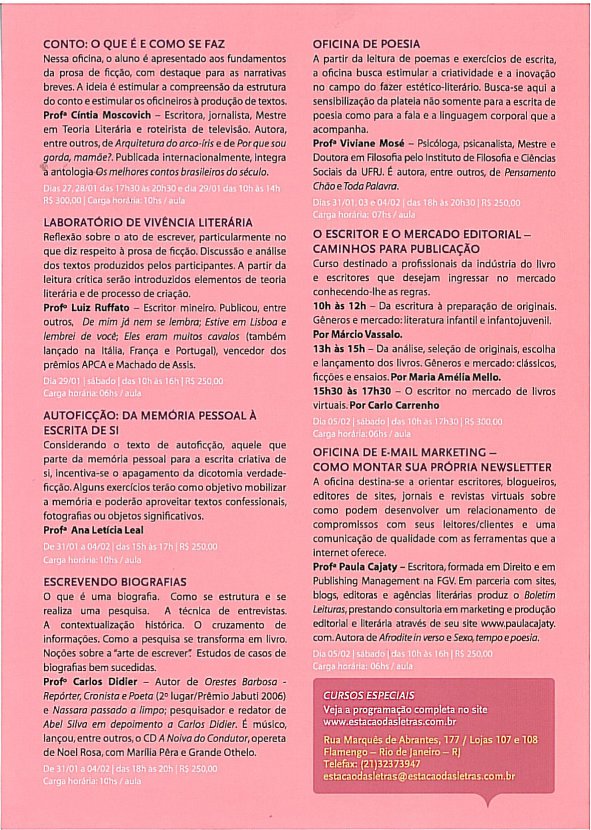 CONTO: O QUE É E COMO SE FAZ
Nessa oficina, o aluno é apresentado aos fundamentos
da prosa de ficção, com destaque para as narrativas
breves. A ideia é estimular a compreensão da estrutura
do conto e estimular os oficineiros à produção de textos.
Profª Cíntia Moscovich – Escritora, jornalista, Mestre
em Teoria Literária e roteirista de televisão. Autora,
entre outros, de Arquitetura do arco-íris e de Por que sou
gorda, mamãe?. Publicada internacionalmente, integra
a antologia Os melhores contos brasileiros do século.
Dias 27, 28/01 das 17h30 às 20h30 e dia 29/01 das 10h às 14h
R$ 300,00 | Carga horária: 10hs / aula
LABORATÓRIO DE VIVÊNCIA LITERÁRIA
Reflexão sobre o ato de escrever, particularmente no
que diz respeito à prosa de ficção. Discussão e análise
dos textos produzidos pelos participantes. A partir da
leitura crítica serão introduzidos elementos de teoria
literária e de processo de criação.
Profº Luiz Ruffato – Escritor mineiro. Publicou, entre
outros, De mim já nem se lembra; Estive em Lisboa e
lembrei de você; Eles eram muitos cavalos (também
lançado na Itália, França e Portugal), vencedor dos
prêmios APCA e Machado de Assis.
Dia 29/01 | sábado | das 10h às 16h | R$ 250,00
Carga horária: 06hs / aula
AUTOFICÇÃO: DA MEMÓRIA PESSOAL À
ESCRITA DE SI
Considerando o texto de autoficção, aquele que
parte da memória pessoal para a escrita criativa de
si, incentiva-se o apagamento da dicotomia verdade-
ficção. Alguns exercícios terão como objetivo mobilizar
a memória e poderão aproveitar textos confessionais,
fotografias ou objetos significativos.
Profª Ana Letícia Leal
De 31/01 a 04/02 | das 15h às 17h | R$ 250,00
Carga horária: 10hs / aula
ESCREVENDO BIOGRAFIAS
O que é uma biografia. Como se estrutura e se
realiza uma pesquisa. A técnica de entrevistas.
A contextualização histórica. O cruzamento de
informações. Como a pesquisa se transforma em livro.
Noções sobre a “arte de escrever”. Estudos de casos de
biografias bem sucedidas.
Profº Carlos Didier – Autor de Orestes Barbosa -
Repórter, Cronista e Poeta (2º lugar/Prêmio Jabuti 2006)
e Nassara passado a limpo; pesquisador e redator de
Abel Silva em depoimento a Carlos Didier. É músico,
lançou, entre outros, o CD A Noiva do Condutor, opereta
de Noel Rosa, com Marília Pêra e Grande Othelo.
De 31/01 a 04/02 | das 18h às 20h | R$ 250,00
Carga horária: 10hs / aula
OFICINA DE POESIA
A partir da leitura de poemas e exercícios de escrita,
a oficina busca estimular a criatividade e a inovação
no campo do fazer estético-literário. Busca-se aqui a
sensibilização da plateia não somente para a escrita de
poesia como para a fala e a linguagem corporal que a
acompanha.
Profª Viviane Mosé – Psicóloga, psicanalista, Mestre e
Doutora em Filosofia pelo Instituto de Filosofia e Ciências
Sociais da UFRJ. É autora, entre outros, de Pensamento
Chão e Toda Palavra.
Dias 31/01, 03 e 04/02 | das 18h às 20h30 | R$ 250,00
Carga horária: 07hs / aula
O ESCRITOR E O MERCADO EDITORIAL –
CAMINHOS PARA PUBLICAÇÃO
Curso destinado a profissionais da indústria do livro
e escritores que desejam ingressar no mercado
conhecendo-lhe as regras.
10h às 12h – Da escritura à preparação de originais.
Gêneros e mercado: literatura infantil e infantojuvenil.
Por Márcio Vassalo.
13h às 15h – Da análise, seleção de originais, escolha
e lançamento dos livros. Gêneros e mercado: clássicos,
ficções e ensaios. Por Maria Amélia Mello.
15h30 às 17h30 – O escritor no mercado de livros
virtuais. Por Carlo Carrenho
Dia 05/02 | sábado | das 10h às 17h30 | R$ 300,00
Carga horária: 06hs / aula
OFICINA DE E-MAIL MARKETING –
COMO MONTAR SUA PRÓPRIA NEWSLETTER
A oficina destina-se a orientar escritores, blogueiros,
editores de sites, jornais e revistas virtuais sobre
como podem desenvolver um relacionamento de
compromissos com seus leitores/clientes e uma
comunicação de qualidade com as ferramentas que a
internet oferece.
Profª Paula Cajaty – Escritora, formada em Direito e em
Publishing Management na FGV. Em parceria com sites,
blogs, editoras e agências literárias produz o Boletim
Leituras, prestando consultoria em marketing e produção
editorial e literária através de seu site www.paulacajaty.
com. Autora de Afrodite in verso e Sexo, tempo e poesia.
Dia 05/02 | sábado | das 10h às 16h | R$ 250,00
Carga horária: 06hs / aula
CURSOS ESPECIAIS
Veja a programação completa no site
www.estacaodasletras.com.br
Rua Marquês de Abrantes, 177 / Lojas 107 e 108
Flamengo – Rio de Janeiro – RJ
Telefax: (21)32373947
estacaodasletras@estacaodasletras.com.br